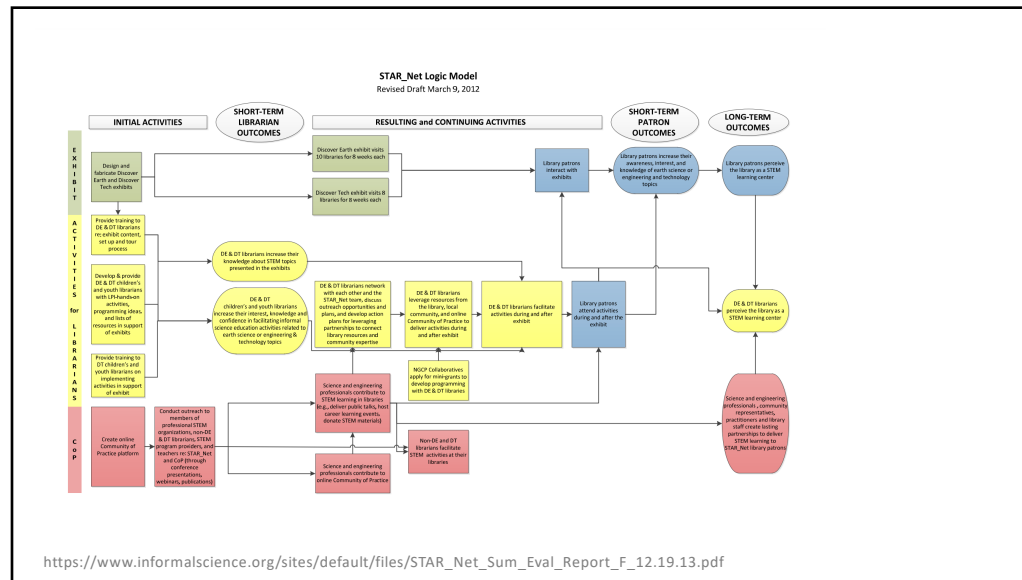 STAR_Net Logic Model
Revised Draft March 9, 2012
INITIAL ACTIVITIES
SHORT-TERM
LIBRARIAN
OUTCOMES
RESULTING and CONTINUING ACTIVITIES
SHORT-TERM
PATRON
OUTCOMES
LONG-TERM
OUTCOMES
EXHIBIT
Design and
fabricate Discover
Earth and Discover
Tech exhibits
Discover Earth exhibit visits
10 libraries for 8 weeks each
Discover Tech exhibit visits 8
libraries for 8 weeks each
Library patrons
interact with
exhibits
Library patrons increase their
awareness, interest, and
knowledge of earth science or
engineering and technology
topics
Library patrons perceive
the library as a STEM
learning center
ACTIVITIES
for
LIBRARIANS
Provide training to
DE & DT librarians
re: exhibit content,
set up and tour
process
Develop & provide
DE & DT children's
and youth librarians
with LPI-hands-on
activities,
programming ideas,
and lists of
resources in support
of exhibits
Provide training to
DT children's and
youth librarians on
implementing
activities in support
of exhibit
DE & DT librarians increase their
knowledge about STEM topics
presented in the exhibits
DE & DT
children's and youth librarians
increase their interest, knowledge and
confidence in facilitating informal
science education activities related to
earth science or engineering &
technology topics
DE & DT librarians network
with each other and the
STAR_Net team, discuss
outreach opportunities and
plans, and develop action
plans for leveraging
partnerships to connect
library resources and
community expertise
DE & DT librarians
leverage resources from
the library, local
community, and online
Community of Practice to
deliver activities during
and after exhibit
DE & DT librarians facilitate
activities during and after
exhibit
Library patrons
attend activities
during and after the
exhibit
DE & DT librarians
perceive the library as a
STEM learning center
NGCP Collaboratives
apply for mini-grants to
develop programming
with DE & DT libraries
CoP
Create online
Community of
Practice platform
Conduct outreach to
members of
professional STEM
organizations, non-DE
& DT librarians, STEM
program providers, and
teachers re: STAR_Net
and CoP (through
conference
presentations,
webinars, publications)
Science and engineering
professionals contribute to
STEM learning in libraries
(e.g., deliver public talks, host
career learning events,
donate STEM materials)
Science and engineering
professionals contribute to
online Community of Practice
Non-DE and DT
librarians facilitate
STEM activities at their
libraries
Science and engineering
professionals , community
representatives,
practitioners and library
staff create lasting
partnerships to deliver
STEM learning to
STAR_Net library patrons
https://www.informalscience.org/sites/default/files/STAR_Net_Sum_Eval_Report_F_12.19.13.pdf